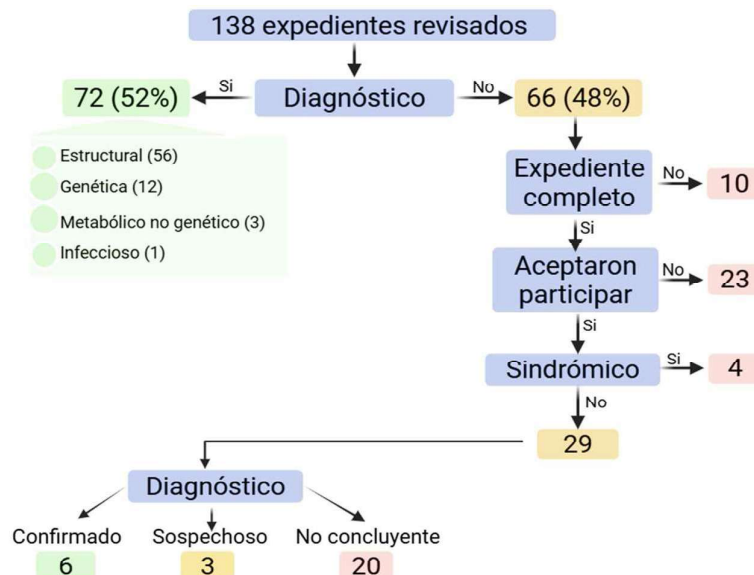 138 expedientes revisados
72 (52%)
Si
Diagnóstico
No
66 (48%)
Estructural (56)
Genética (12)
Metabólico no genético (3)
Infeccioso (1)
Expediente
completo
No
10
Si
Aceptaron
participar
No
23
Si
Sindrómico
Si
4
No
29
Diagnóstico
Confirmado
Sospechoso
No concluyente
6
3
20